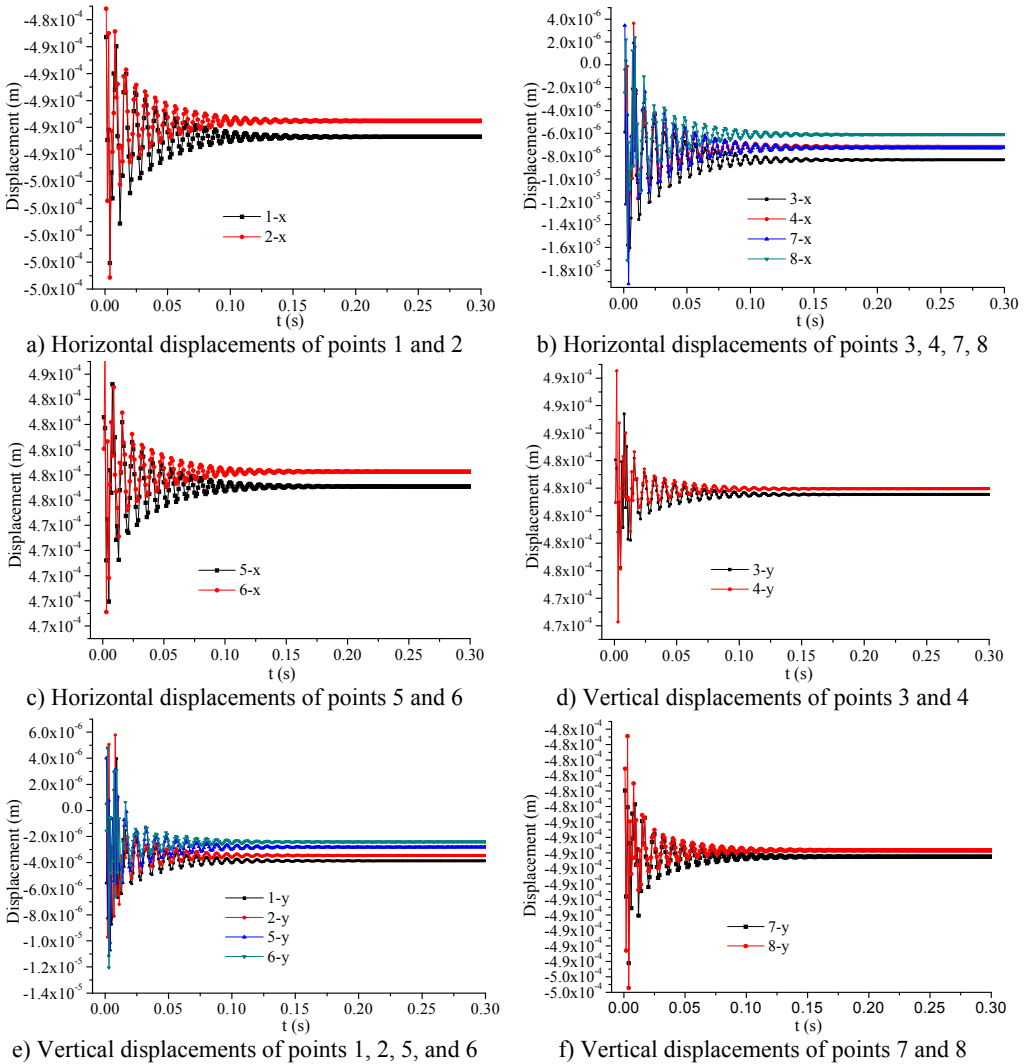 -4.8x10-4
-4.9x10-4
-4.9x10-4
-4.9x10-4
-4.9x10-4
-4.9x10-4
-5.0x10-4
-5.0x10-4
-5.0x10-4
-5.0x10-4
-5.0x10-4
Displacement (m)
1-x
2-x
0.00 0.05 0.10 0.15 0.20 0.25 0.30
t (s)
a) Horizontal displacements of points 1 and 2
4.0x10-6
2.0x10-6
0.0
-2.0x10-6
-4.0x10-6
-6.0x10-6
-8.0x10-6
-1.0x10-5
-1.2x10-5
-1.6x10-5
-1.8x10-5
Displacement (m)
3-x
4-x
7-x
8-x
0.00 0.05 0.10 0.15 0.20 0.25 0.30
t (s)
b) Horizontal displacements of points 3, 4, 7, 8
4.9x10-4
4.9x10-4
4.8x10-4
4.8x10-4
4.8x10-4
4.8x10-4
4.7x10-4
4.7x10-4
4.7x10-4
4.7x10-4
4.7x10-4
Displacement (m)
5-x
6-x
0.00 0.05 0.10 0.15 0.20 0.25 0.30
t (s)
c) Horizontal displacements of points 5 and 6
4.9x10-4
4.9x10-4
4.8x10-4
4.8x10-4
4.8x10-4
4.8x10-4
4.8x10-4
4.8x10-4
4.7x10-4
Displacement (m)
3-y
4-y
0.00 0.05 0.10 0.15 0.20 0.25 0.30
t (s)
d) Vertical displacements of points 3 and 4
6.0x10-6
4.0x10-6
2.0x10-6
0.0
-2.0x10-6
-4.0x10-6
-6.0x10-6
-8.0x10-6
-1.0x10-5
-1.2x10-5
-1.4x10-5
Displacement (m)
1-y
2-y
5-y
6-y
0.00 0.05 0.10 0.15 0.20 0.25 0.30
t (s)
e) Vertical displacements of points 1, 2, 5, and 6
-4.8x10-4
-4.8x10-4
-4.8x10-4
-4.8x10-4
-4.8x10-4
-4.8x10-4
-4.8x10-4
-4.9x10-4
-4.9x10-4
-4.9x10-4
-4.9x10-4
-4.9x10-4
-4.9x10-4
-4.9x10-4
-4.9x10-4
-4.9x10-4
-5.0x10-4
-5.0x10-4
Displacement (m)
7-y
8-y
0.00 0.05 0.10 0.15 0.20 0.25 0.30
t (s)
f) Vertical displacements of points 7 and 8